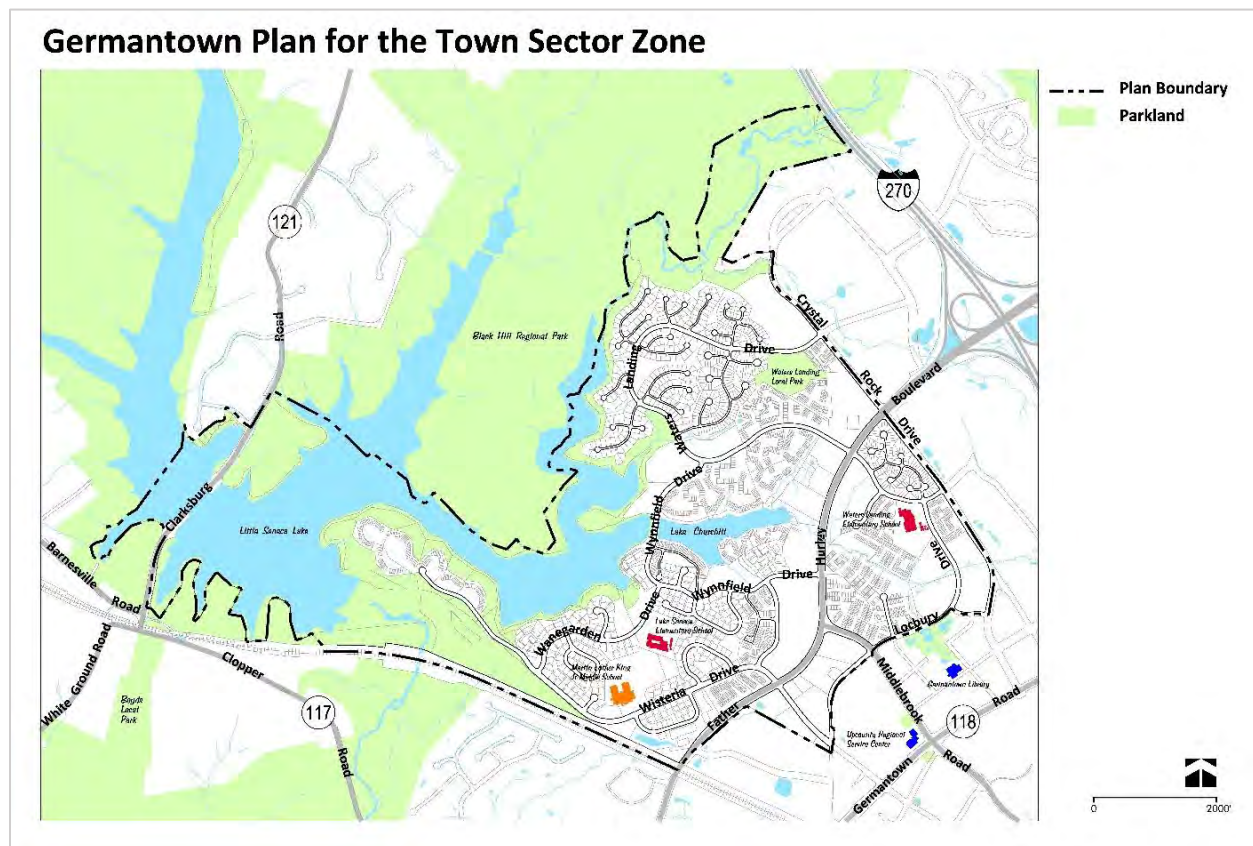 Germantown Plan for the Town Sector Zone
Plan Boundary
Parkland
270
121
Crystal
Road
Black Hill Regional Park
Landing
Drive
Waters Landing
Local Park
Rock
Boulevard
Waters
Drive
Drive
Clarksburg
Little Seneca Lake
Wynnfield
Lake Churchill
Hurley
Waters Landing
Elementary School
Drive
Barnesville
Road
Wynnfield
Drive
Drive
Locbury
Wanegarden
Lake Seneca
Elementary School
White Ground Road
Clopper
Martin Luther King
Jr Middle School
Wisteria
Drive
Middlebrook
Germantown Library
Road
Father
Local
Park
117
118
Upcounty Regional
Service Center
Road
Germantown
Road
0
2000'